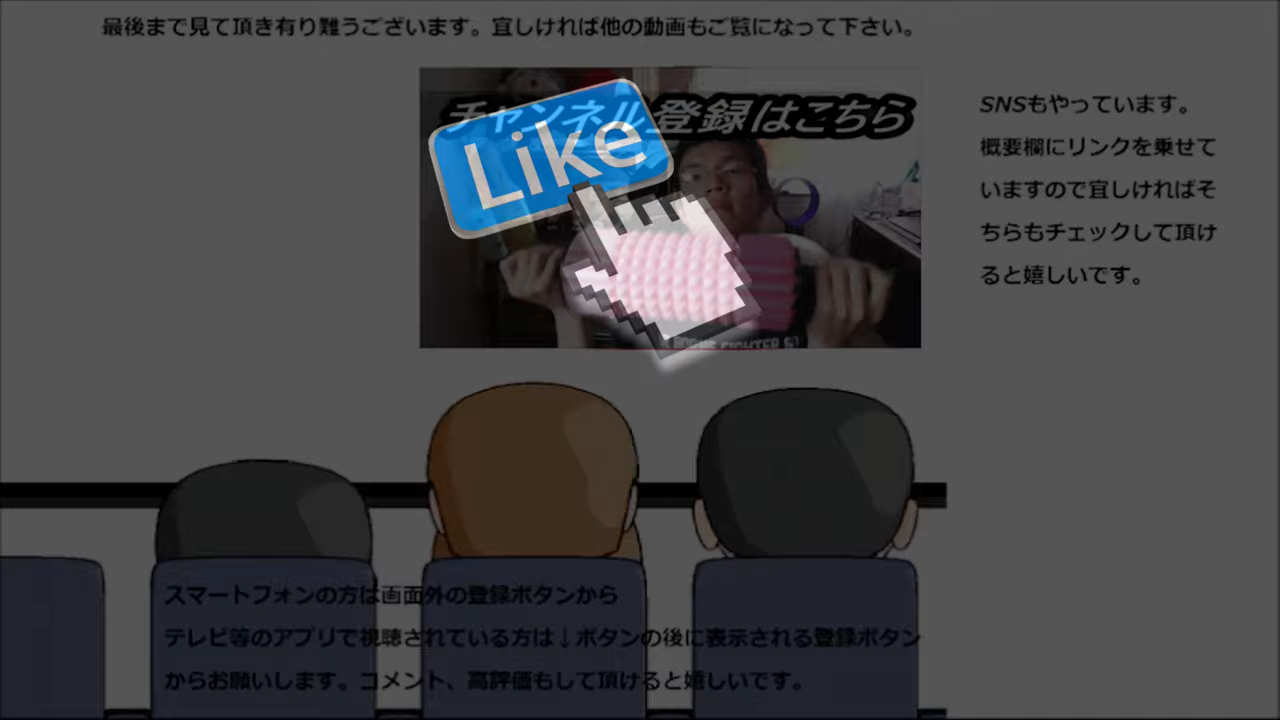 最後まで見て頂き有り難うございます。宜しければ他の動画もご覧になって下さい。
チャンネル登録はこちら
Like
SNSもやっています。
概要欄にリンクを乗せて
いますので宜しければそ
ちらもチェックして頂け
ると嬉しいです。
スマートフォンの方は画面外の登録ボタンから
テレビ等のアプリで視聴されている方は↓ボタンの後に表示される登録ボタン
からお願いします。コメント、高評価もして頂けると嬉しいです。